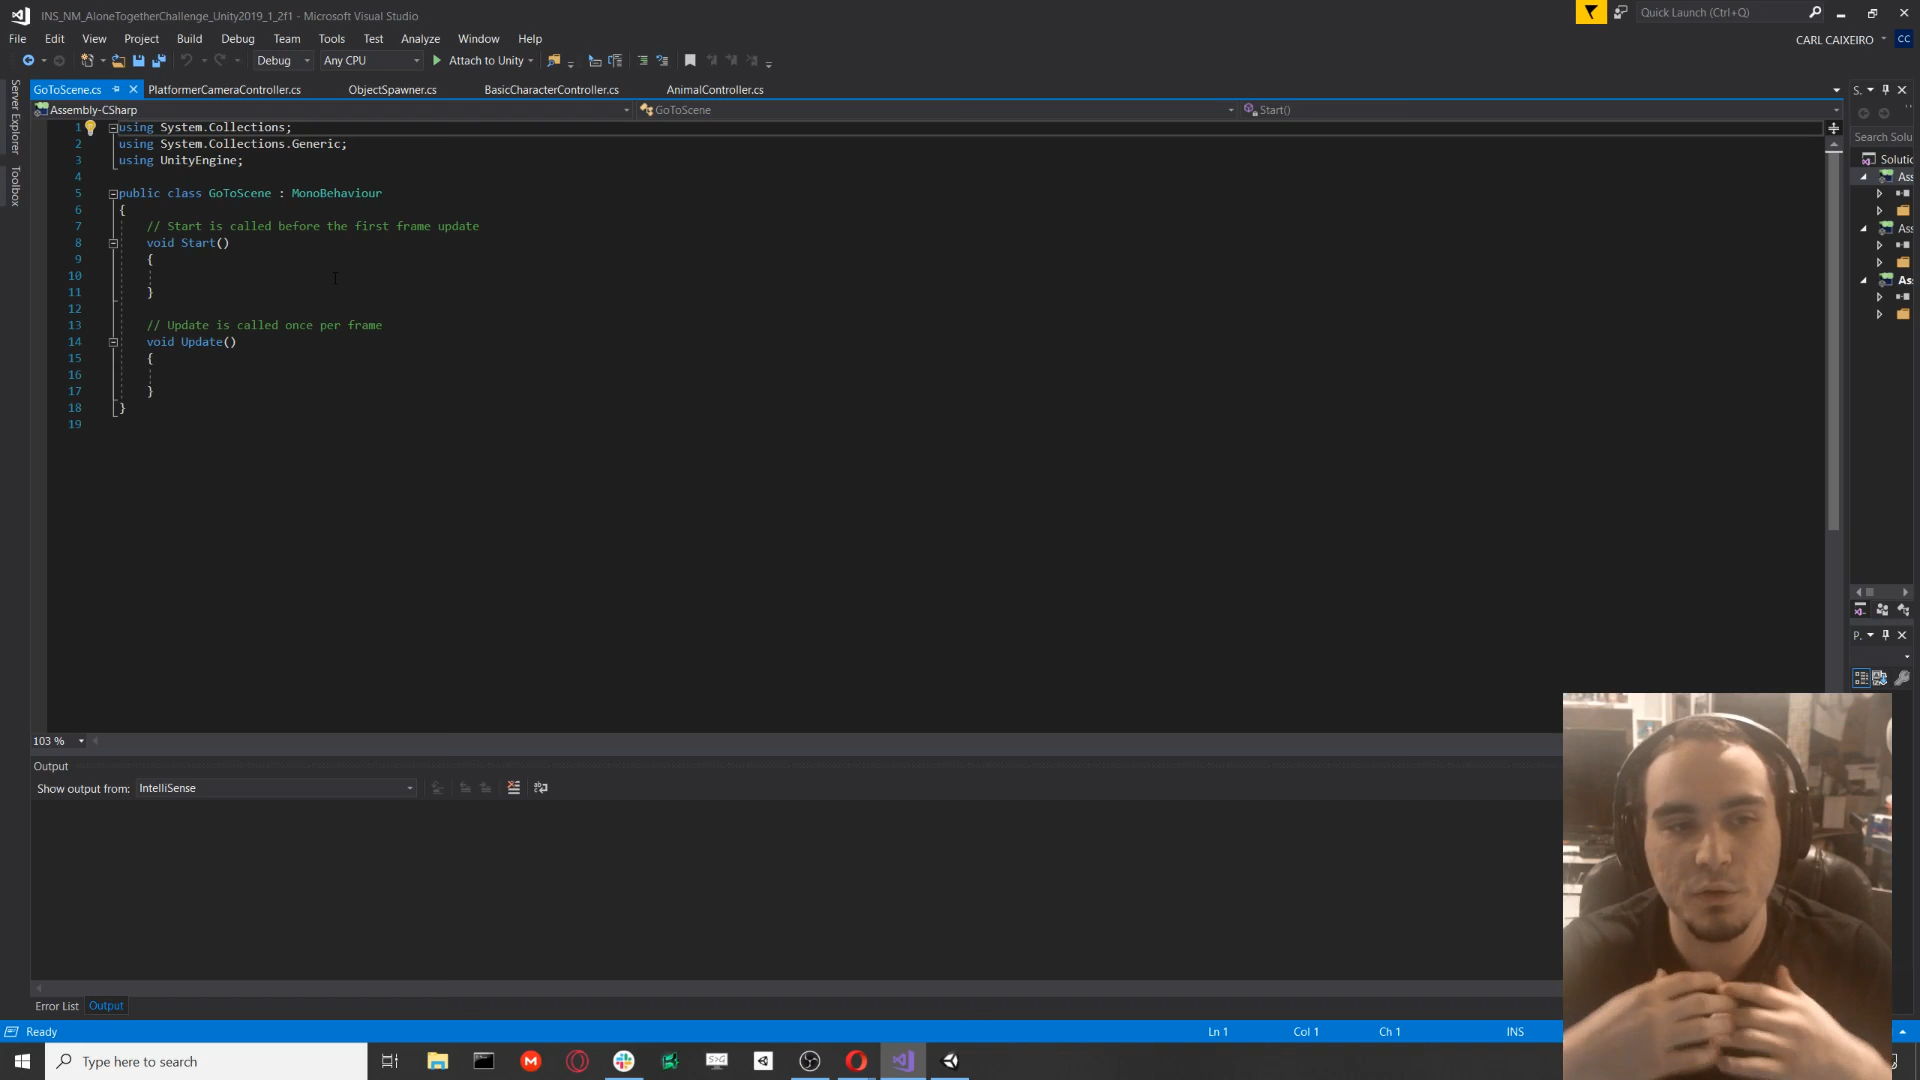 INS_NM_AloneTogetherChallenge_Unity2019_1_2f1 - Microsoft Visual Studio
Quick Launch (Ctrl+Q)
File Edit View Project Build Debug Team Tools Test Analyze Window Help
CARL CAIXEIRO CC
Debug Any CPU Attach to Unity
Server Explorer
Toolbox
GoToScene.cs PlatformerCameraController.cs ObjectSpawner.cs BasicCharacterController.cs AnimalController.cs
S.
Assembly-CSharp GoToScene Start()
1 using System.Collections;
2 using System.Collections.Generic;
3 using UnityEngine;
4
5 public class GoToScene : MonoBehaviour
6 {
7 // Start is called before the first frame update
8 void Start()
9 {
10
11 }
12
13 // Update is called once per frame
14 void Update()
15 {
16
17 }
18 }
19
Search Solu
Solutio
Ass
Ass
Ass
P.
103 %
Output
Show output from: IntelliSense
Error List Output
Ready Ln 1 Col 1 Ch 1 INS
Type here to search